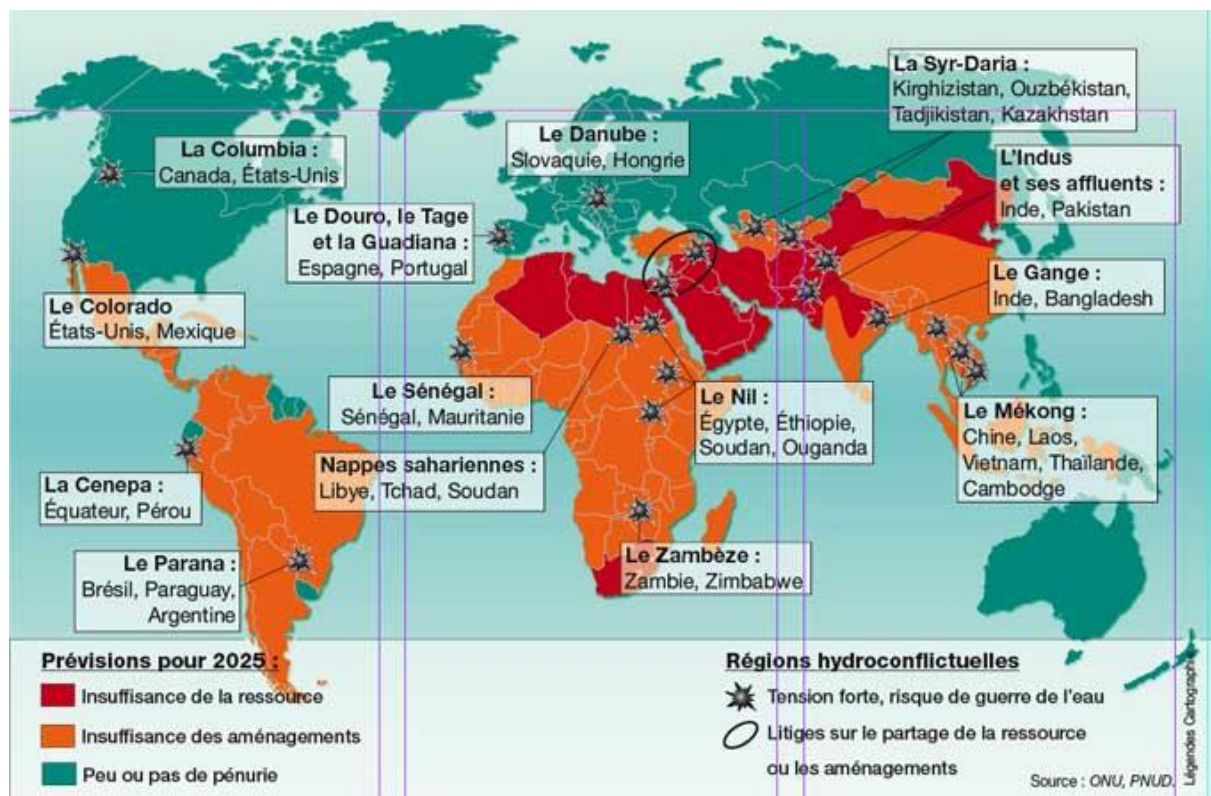 La Syr-Daria :
Kirghizistan, Ouzbékistan,
Tadjikistan, Kazakhstan
La Columbia :
Canada, États-Unis
Le Danube :
Slovaquie, Hongrie
L'Indus
et ses affluents :
Inde, Pakistan
Le Douro, le Tage
et la Guadiana :
Espagne, Portugal
Le Gange :
Inde, Bangladesh
Le Colorado
États-Unis, Mexique
Le Sénégal :
Sénégal, Mauritanie
Le Nil :
Égypte, Éthiopie,
Soudan, Ouganda
Le Mékong :
Chine, Laos,
Vietnam, Thaïlande,
Cambodge
Nappes sahariennes :
Libye, Tchad, Soudan
La Cenepa :
Équateur, Pérou
Le Parana :
Brésil, Paraguay,
Argentine
Le Zambèze :
Zambie, Zimbabwe
Prévisions pour 2025 :
Insuffisance de la ressource
Insuffisance des aménagements
Peu ou pas de pénurie
Régions hydroconflictuelles
Tension forte, risque de guerre de l'eau
Litiges sur le partage de la ressource
ou les aménagements
Source : ONU, PNUD.
Légendes Cartographie